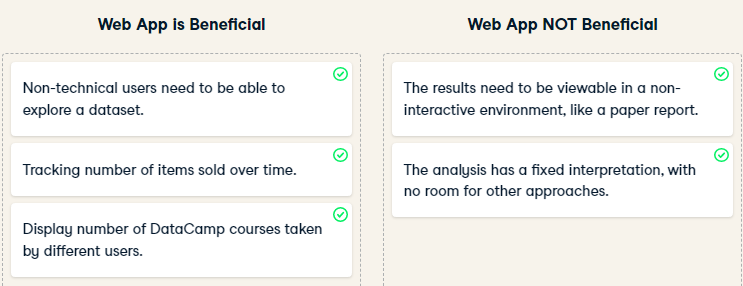 Web App is Beneficial
Non-technical users need to be able to
explore a dataset.
Tracking number of items sold over time.
Display number of DataCamp courses taken
by different users.
Web App NOT Beneficial
The results need to be viewable in a non-
interactive environment, like a paper report.
The analysis has a fixed interpretation, with
no room for other approaches.